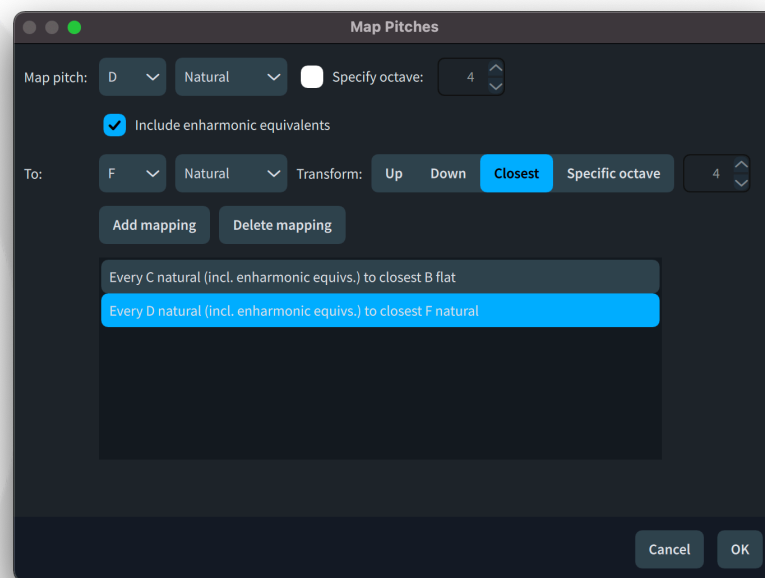 Map Pitches
Map pitch: D Natural Specify octave: 4
Include enharmonic equivalents
To: F Natural Transform: Up Down Closest Specific octave 4
Add mapping Delete mapping
Every C natural (incl. enharmonic equivs.) to closest B flat
Every D natural (incl. enharmonic equivs.) to closest F natural
Cancel OK